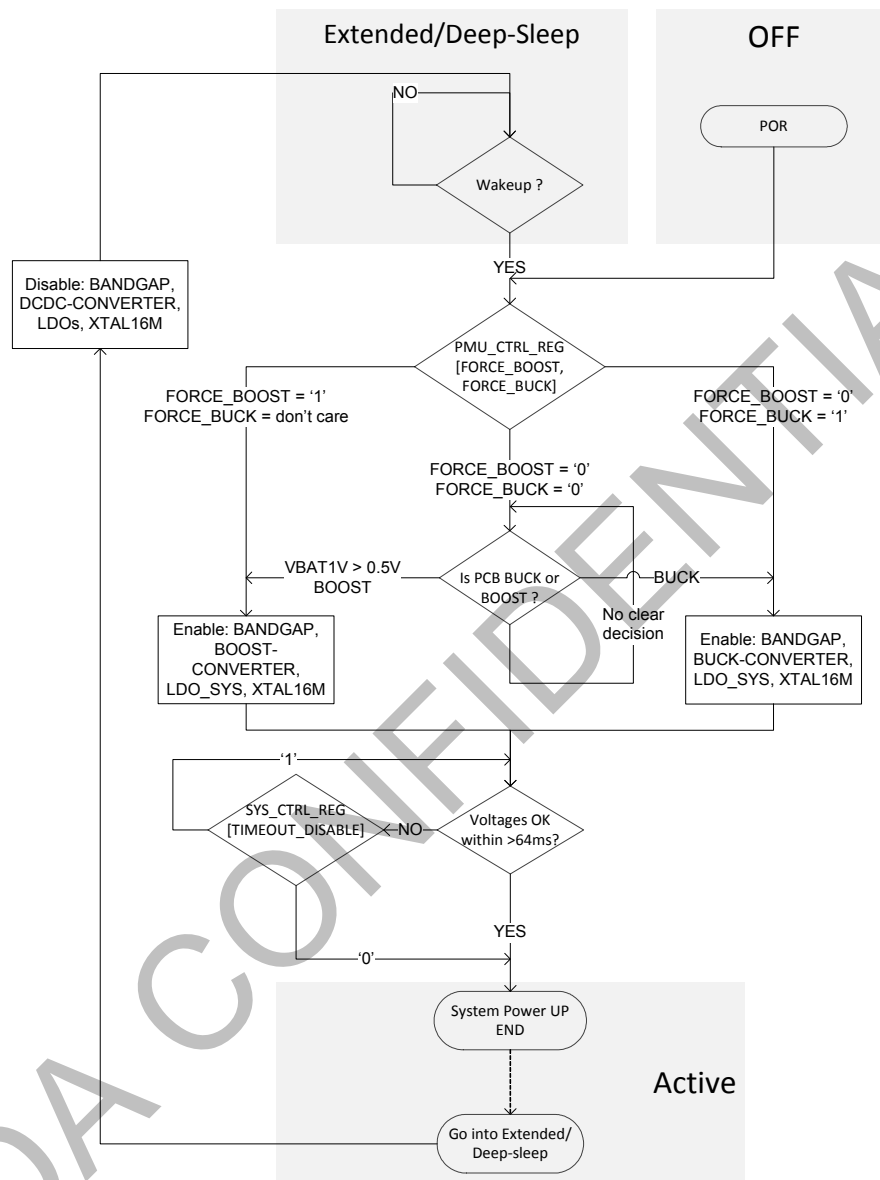 Extended/Deep-Sleep
OFF
NO
POR
Wakeup ?
YES
Disable: BANDGAP,
DCDC-CONVERTER,
LDOs, XTAL16M
PMU_CTRL_REG
[FORCE_BOOST,
FORCE_BUCK]
FORCE_BOOST = ‘1’
FORCE_BUCK = don’t care
FORCE_BOOST = ‘0’
FORCE_BUCK = ‘1’
FORCE_BOOST = ‘0’
FORCE_BUCK = ‘0’
VBAT1V > 0.5V
BOOST
Is PCB BUCK or
BOOST ?
BUCK
No clear
decision
Enable: BANDGAP,
BOOST-
CONVERTER,
LDO_SYS, XTAL16M
Enable: BANDGAP,
BUCK-CONVERTER,
LDO_SYS, XTAL16M
‘1’
SYS_CTRL_REG
[TIMEOUT_DISABLE]
NO
Voltages OK
within >64ms?
YES
‘0’
System Power UP
END
Active
Go into Extended/
Deep-sleep
DA CONFIDENTIA